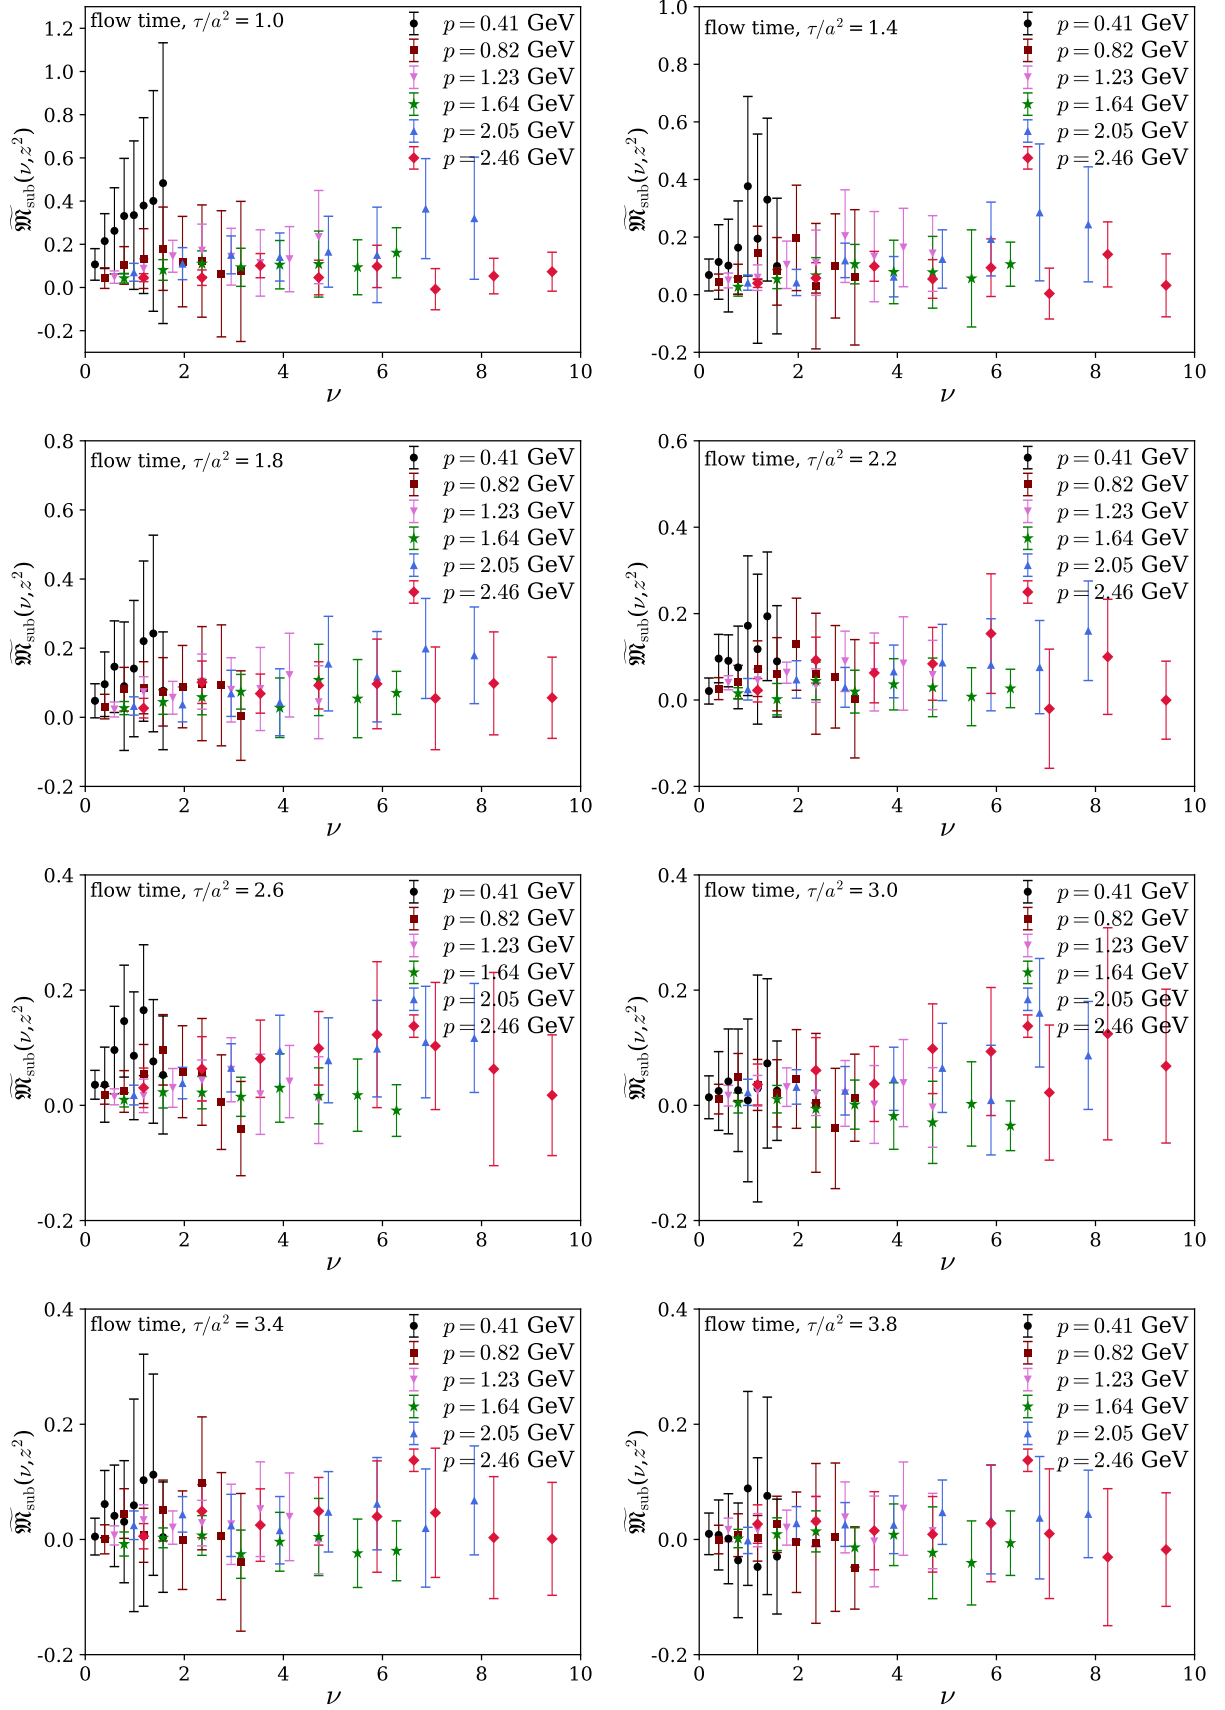 flow time, τ/a² = 1.0
p = 0.41 GeV
p = 0.82 GeV
p = 1.23 GeV
p = 1.64 GeV
p = 2.05 GeV
p = 2.46 GeV
1.2
1.0
0.8
0.6
0.4
0.2
0.0
-0.2
𝔐̃_sub(ν,z²)
0 2 4 6 8 10
ν
flow time, τ/a² = 1.4
p = 0.41 GeV
p = 0.82 GeV
p = 1.23 GeV
p = 1.64 GeV
p = 2.05 GeV
p = 2.46 GeV
1.0
0.8
0.6
0.4
0.2
0.0
-0.2
𝔐̃_sub(ν,z²)
0 2 4 6 8 10
ν
flow time, τ/a² = 1.8
p = 0.41 GeV
p = 0.82 GeV
p = 1.23 GeV
p = 1.64 GeV
p = 2.05 GeV
p = 2.46 GeV
0.8
0.6
0.4
0.2
0.0
-0.2
𝔐̃_sub(ν,z²)
0 2 4 6 8 10
ν
flow time, τ/a² = 2.2
p = 0.41 GeV
p = 0.82 GeV
p = 1.23 GeV
p = 1.64 GeV
p = 2.05 GeV
p = 2.46 GeV
0.6
0.4
0.2
0.0
-0.2
𝔐̃_sub(ν,z²)
0 2 4 6 8 10
ν
flow time, τ/a² = 2.6
p = 0.41 GeV
p = 0.82 GeV
p = 1.23 GeV
p = 1.64 GeV
p = 2.05 GeV
p = 2.46 GeV
0.4
0.2
0.0
-0.2
𝔐̃_sub(ν,z²)
0 2 4 6 8 10
ν
flow time, τ/a² = 3.0
p = 0.41 GeV
p = 0.82 GeV
p = 1.23 GeV
p = 1.64 GeV
p = 2.05 GeV
p = 2.46 GeV
0.4
0.2
0.0
-0.2
𝔐̃_sub(ν,z²)
0 2 4 6 8 10
ν
flow time, τ/a² = 3.4
p = 0.41 GeV
p = 0.82 GeV
p = 1.23 GeV
p = 1.64 GeV
p = 2.05 GeV
p = 2.46 GeV
0.4
0.2
0.0
-0.2
𝔐̃_sub(ν,z²)
0 2 4 6 8 10
ν
flow time, τ/a² = 3.8
p = 0.41 GeV
p = 0.82 GeV
p = 1.23 GeV
p = 1.64 GeV
p = 2.05 GeV
p = 2.46 GeV
0.4
0.2
0.0
-0.2
𝔐̃_sub(ν,z²)
0 2 4 6 8 10
ν